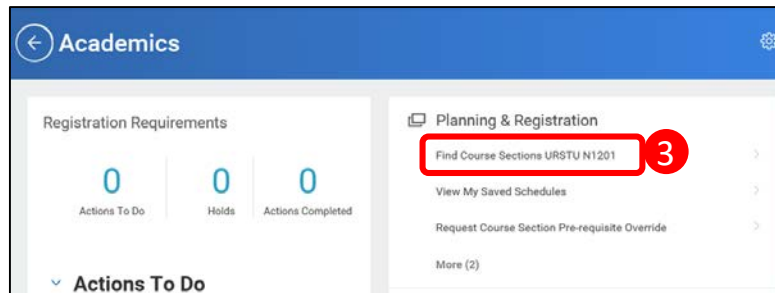 Academics
Registration Requirements
0 0 0
Actions To Do Holds Actions Completed
Actions To Do
Planning & Registration
Find Course Sections URSTU N1201
3
View My Saved Schedules
Request Course Section Pre-requisite Override
More (2)